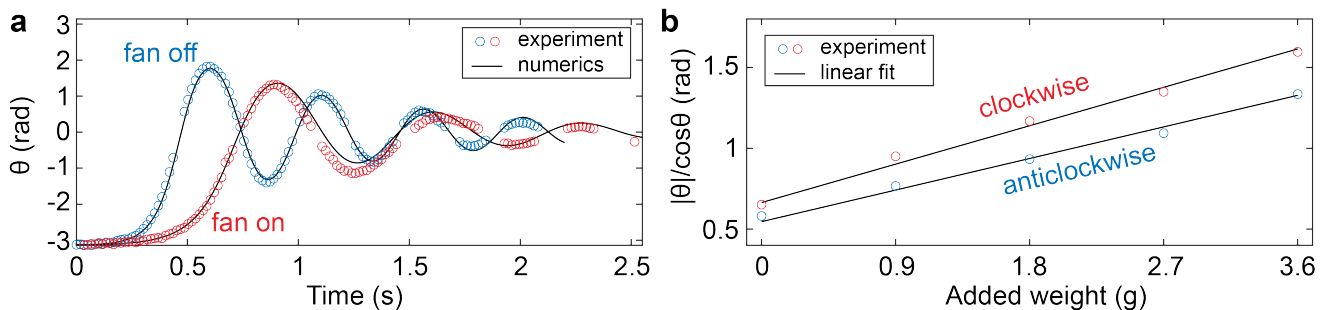 a
3
2
1
0
-1
-2
-3
θ (rad)
fan off
fan on
experiment
numerics
0
0.5
1
1.5
2
2.5
Time (s)
b
1.5
1
0.5
|θ|/cosθ (rad)
experiment
linear fit
clockwise
anticlockwise
0
0.9
1.8
2.7
3.6
Added weight (g)